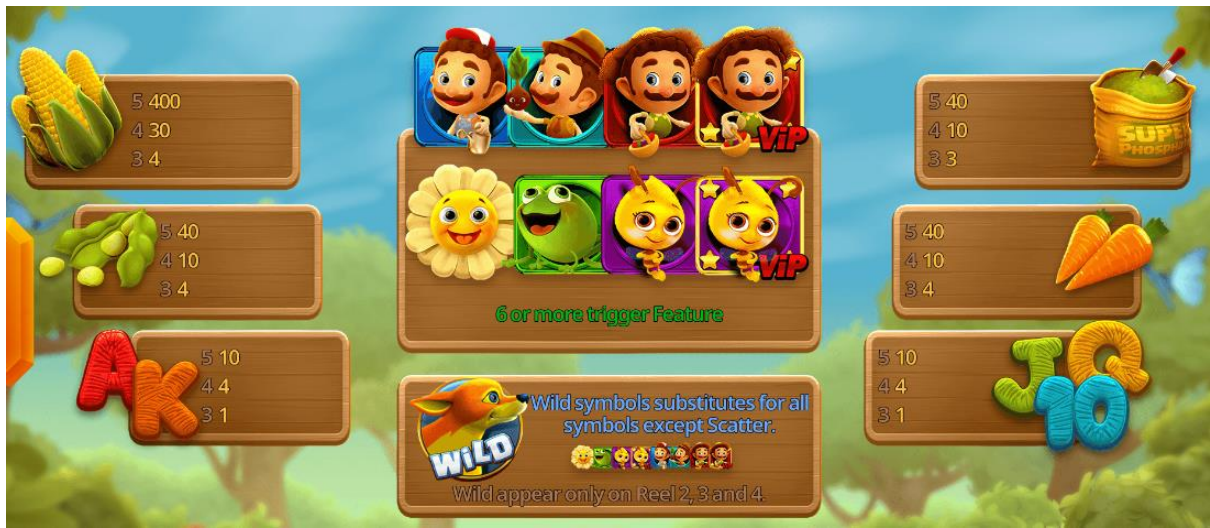 5 400
4 30
3 4
5 40
4 10
3 4
A K
5 10
4 4
3 1
ViP
ViP
6 or more trigger Feature
WiLD
Wild symbols substitutes for all
symbols except Scatter.
Wild appear only on Reel 2, 3 and 4.
5 40
4 10
3 3
SUPER
5 40
4 10
3 4
5 10
4 4
3 1
J Q
10